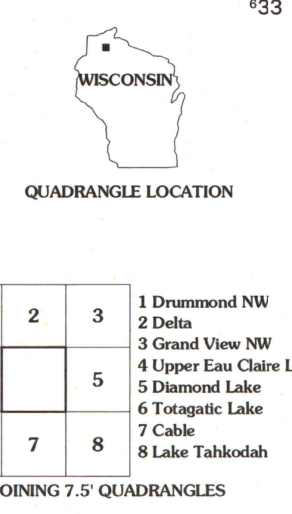 633
WISCONSIN
QUADRANGLE LOCATION
2 3
5
7 8
1 Drummond NW
2 Delta
3 Grand View NW
4 Upper Eau Claire L
5 Diamond Lake
6 Totagatic Lake
7 Cable
8 Lake Tahkodah
OINING 7.5' QUADRANGLES